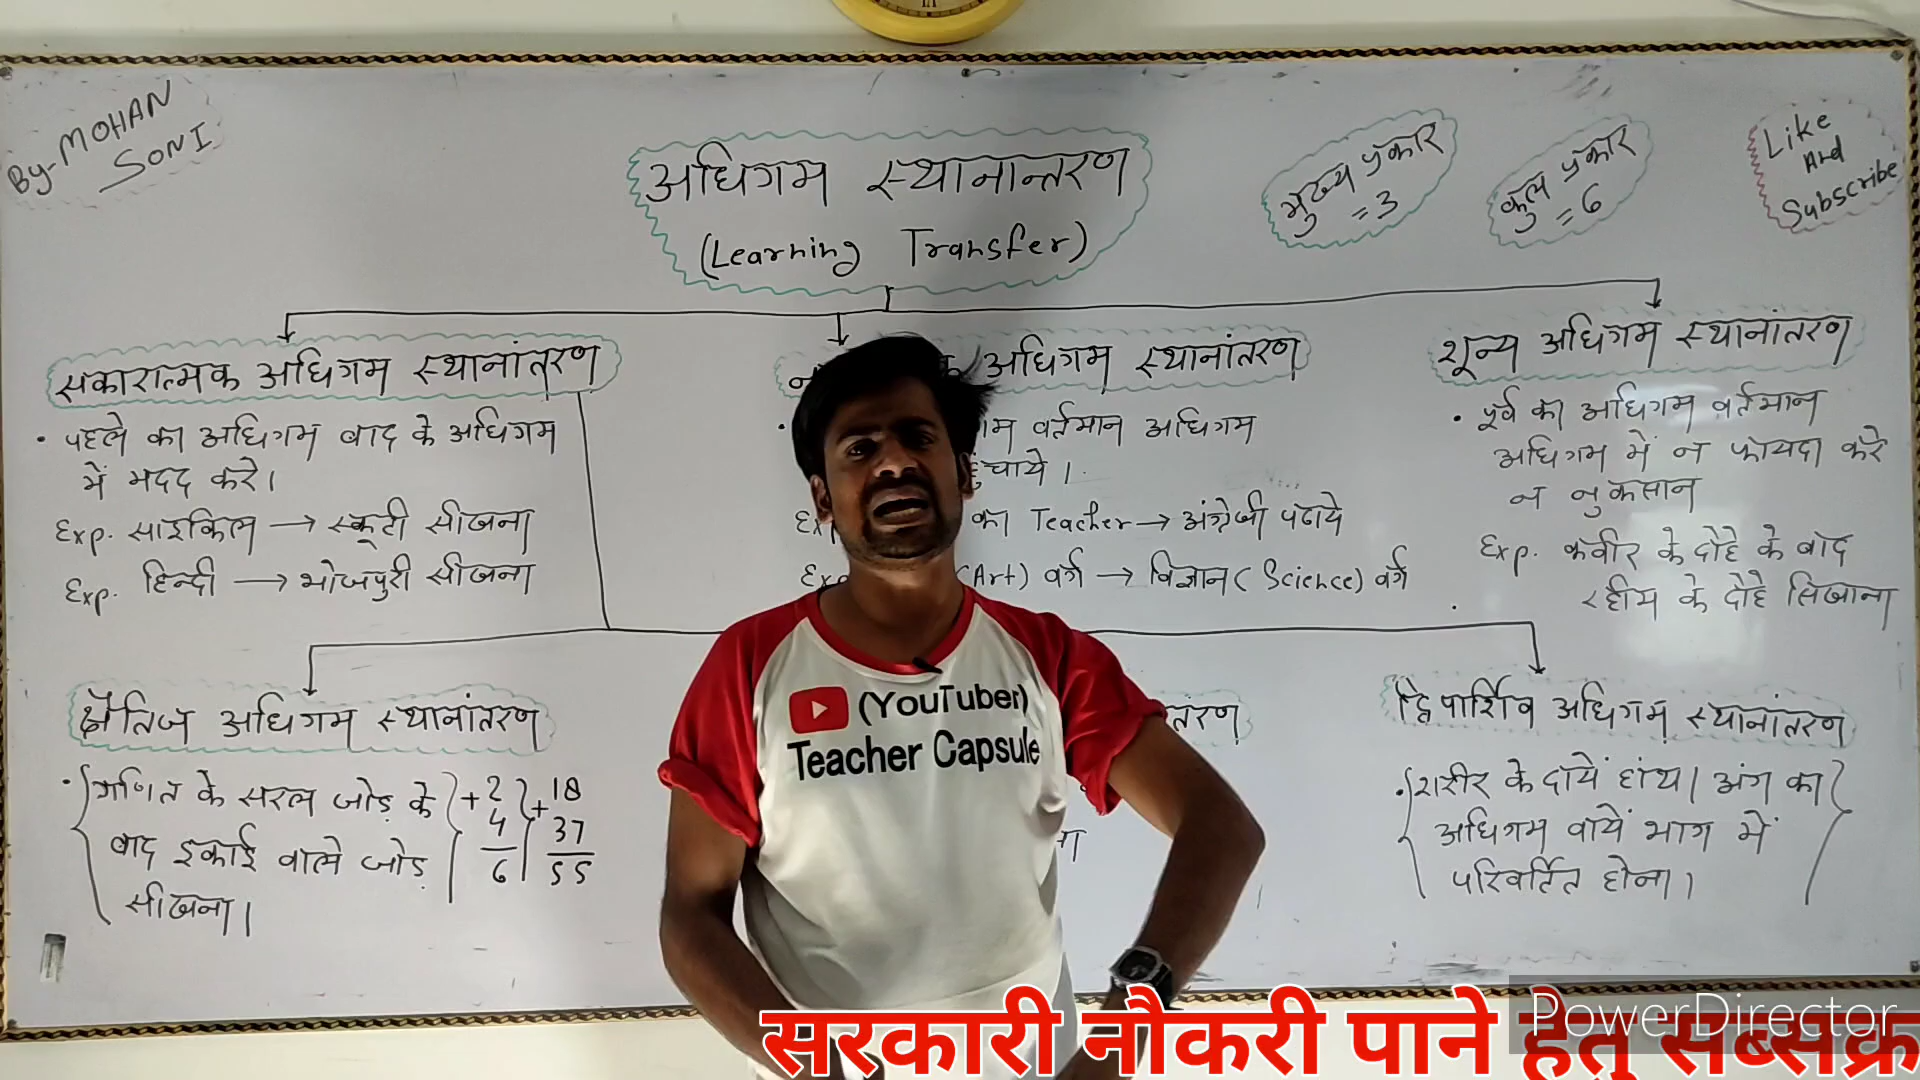 By-MOHAN
SONI
अधिगम स्थानान्तरण
(Learning Transfer)
मुख्य प्रकार
=3
कुल प्रकार
=6
Like
And
Subscribe
सकारात्मक अधिगम स्थानांतरण
• पहले का अधिगम बाद के अधिगम
में मदद करे।
Exp. साइकिल → स्कूटी सीखना
Exp. हिन्दी → भोजपुरी सीखना
अधिगम स्थानांतरण
वर्तमान अधिगम
का Teacher → अंग्रेजी पढाये
(Art) वर्ग → विज्ञान (Science) वर्ग
शून्य अधिगम स्थानांतरण
• पूर्व का अधिगम वर्तमान
अधिगम में न फायदा करे
न नुकसान
Exp. कबीर के दोहे के बाद
रहीम के दोहे सिखाना
क्षैतिज अधिगम स्थानांतरण
• गणित के सरल जोड़ के
बाद इकाई वाले जोड़
सीखना।
+2
4
6
+18
37
55
द्विपार्शिव अधिगम स्थानांतरण
• शरीर के दायें हाथ। अंग का
अधिगम बायें भाग में
परिवर्तित होना।
(YouTuber)
Teacher Capsule
सरकारी नौकरी पाने हेतु सब्सक्र
PowerDirector